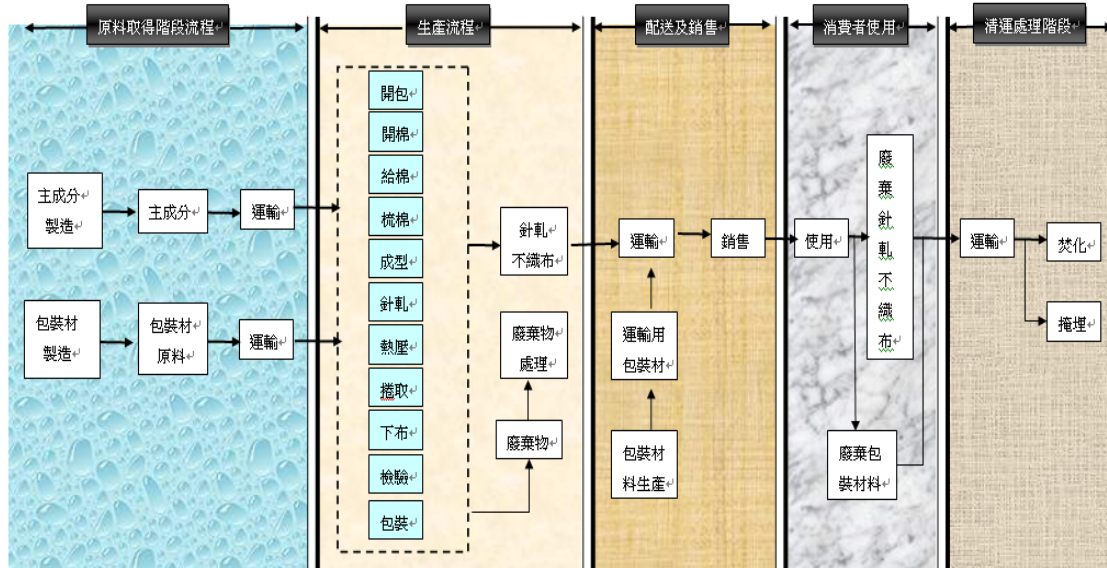 原料取得階段流程
生產流程
配送及銷售
消費者使用
清運處理階段
主成分
製造
主成分
運輸
包裝材
製造
包裝材
原料
運輸
開包
開棉
給棉
梳棉
成型
針軋
熱壓
捲取
下布
檢驗
包裝
針軋
不織布
廢棄物
處理
廢棄物
運輸
銷售
運輸用
包裝材
包裝材
料生產
使用
廢
棄
針
軋
不
織
布
廢棄包
裝材料
運輸
焚化
掩埋